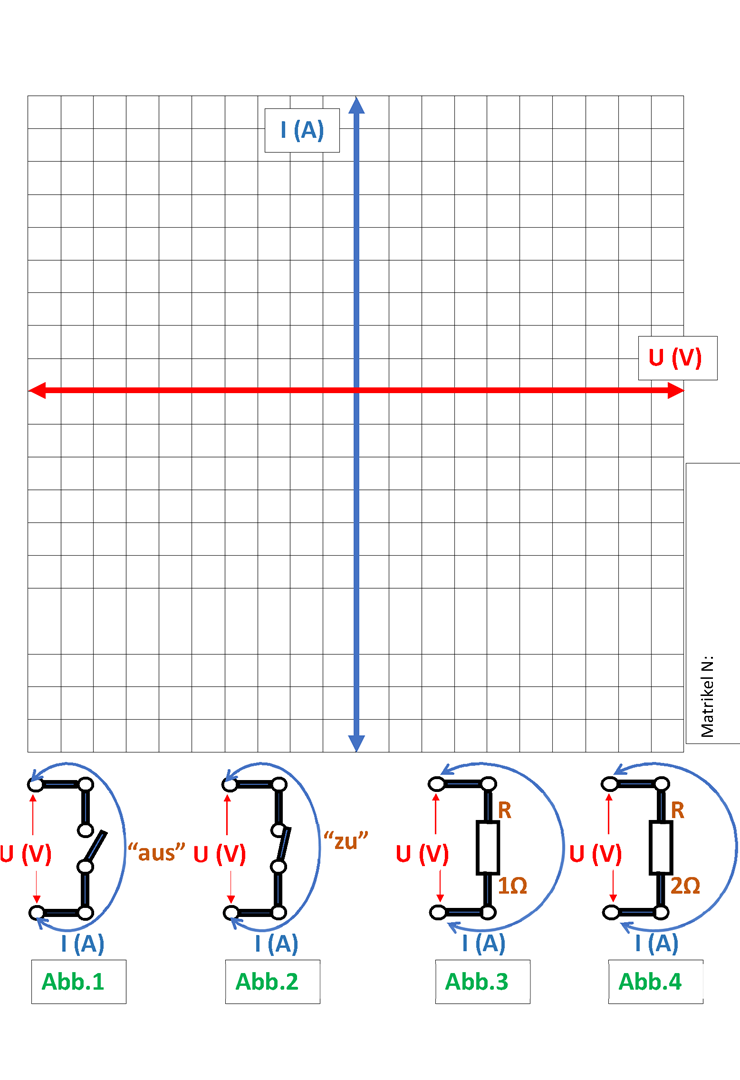 I (A)
U (V)
Matrikel N:
U (V)
“aus”
U (V)
“zu”
U (V)
R
1Ω
U (V)
R
2Ω
I (A)
I (A)
I (A)
I (A)
Abb.1
Abb.2
Abb.3
Abb.4